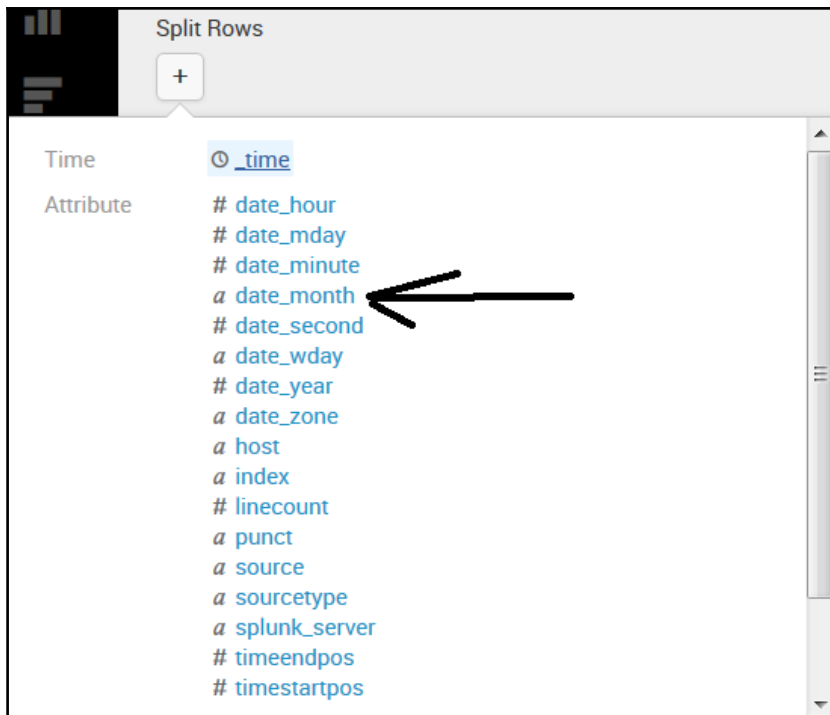 Split Rows
+
Time _time
Attribute # date_hour
# date_mday
# date_minute
a date_month
# date_second
a date_wday
# date_year
a date_zone
a host
a index
# linecount
a punct
a source
a sourcetype
a splunk_server
# timeendpos
# timestartpos